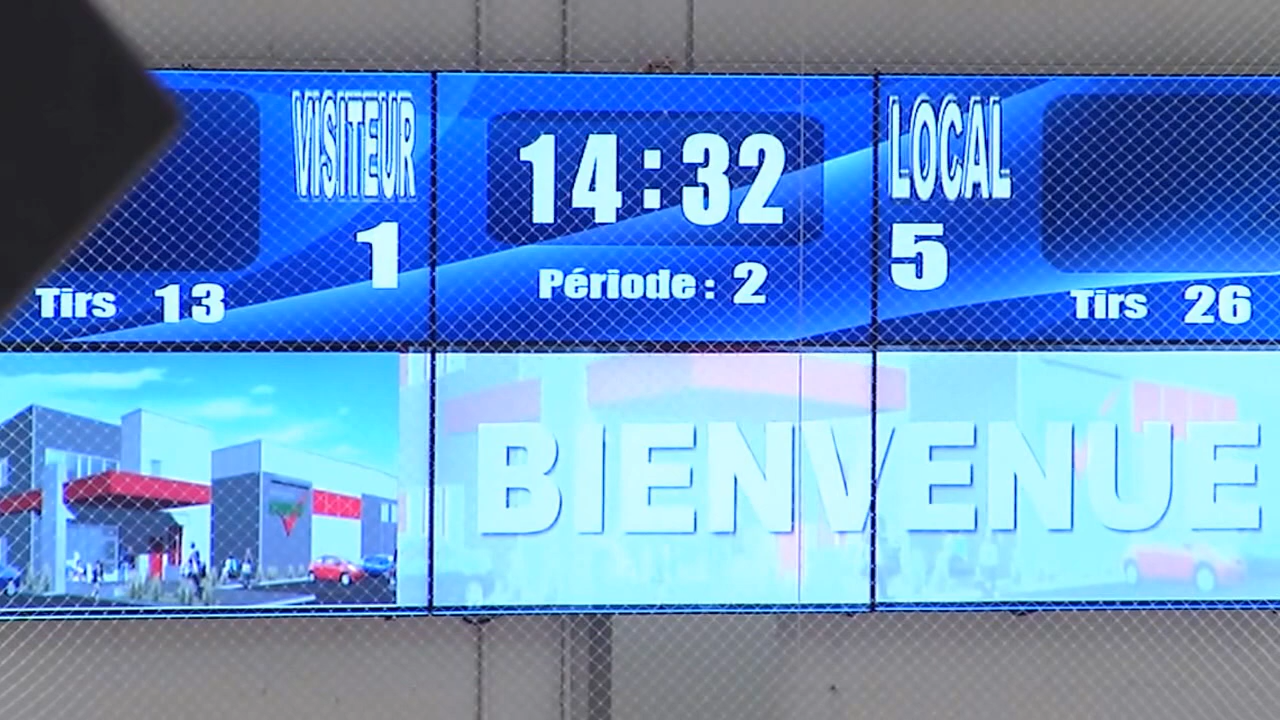 VISITEUR 14:32 LOCAL
1 5
Période : 2
Tirs 13 Tirs 26
BIENVENUE